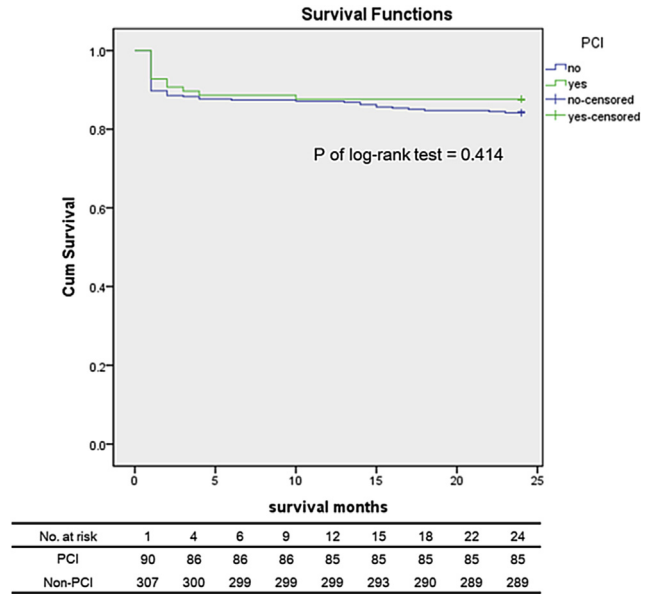 Survival Functions
PCI
no
yes
no-censored
yes-censored
1.0
0.8
0.6
0.4
0.2
0.0
Cum Survival
P of log-rank test = 0.414
0 5 10 15 20 25
survival months
No. at risk 1 4 6 9 12 15 18 22 24
PCI 90 86 86 86 85 85 85 85 85
Non-PCI 307 300 299 299 299 293 290 289 289